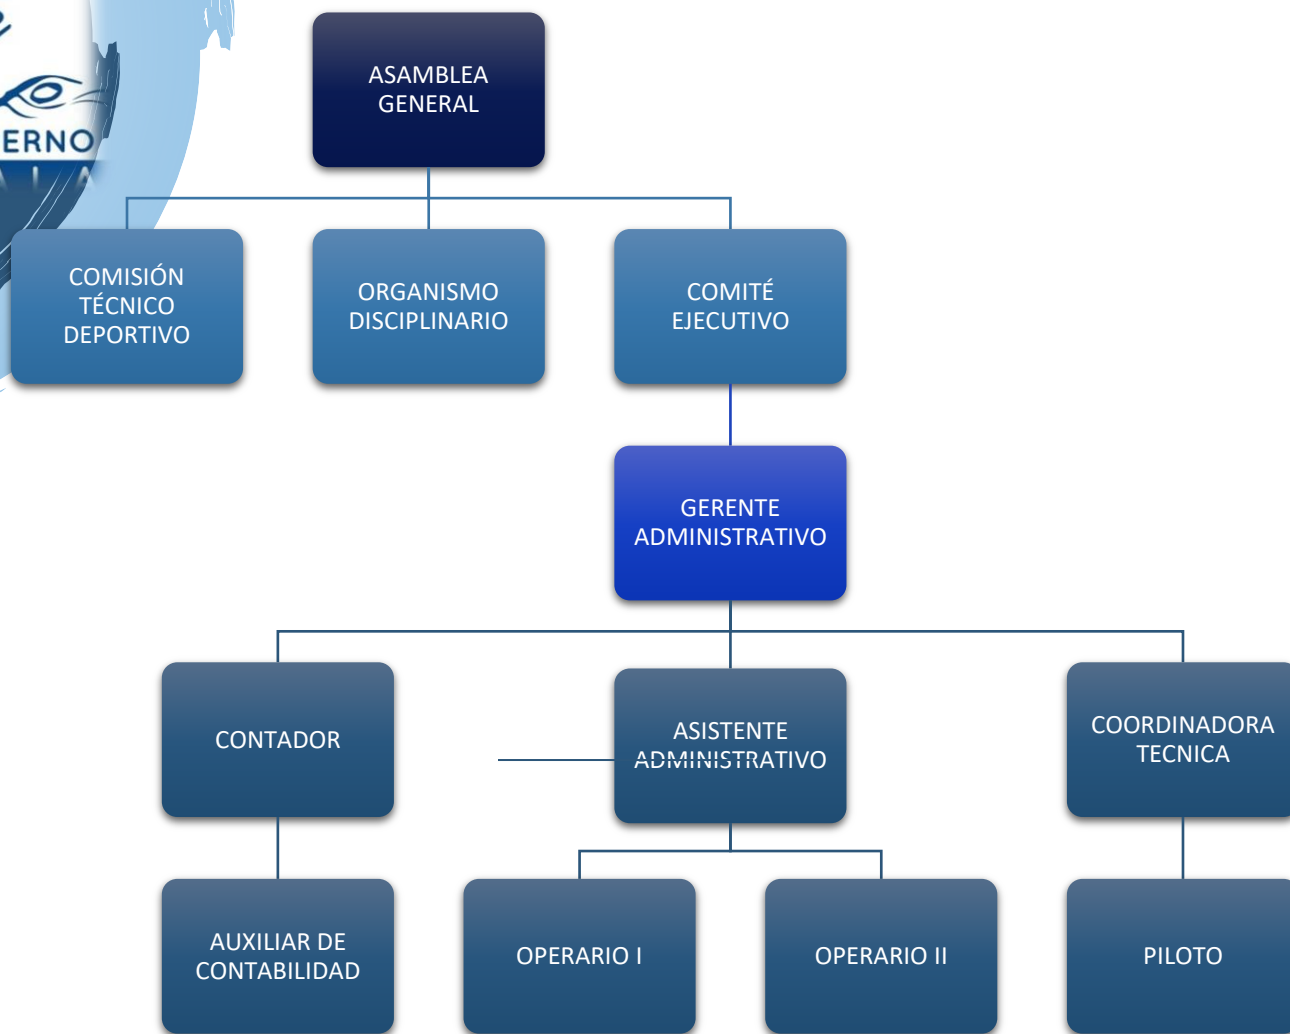 ERNO
ASAMBLEA
GENERAL
COMISIÓN
TÉCNICO
DEPORTIVO
ORGANISMO
DISCIPLINARIO
COMITÉ
EJECUTIVO
GERENTE
ADMINISTRATIVO
CONTADOR
ASISTENTE
ADMINISTRATIVO
COORDINADORA
TECNICA
AUXILIAR DE
CONTABILIDAD
OPERARIO I
OPERARIO II
PILOTO